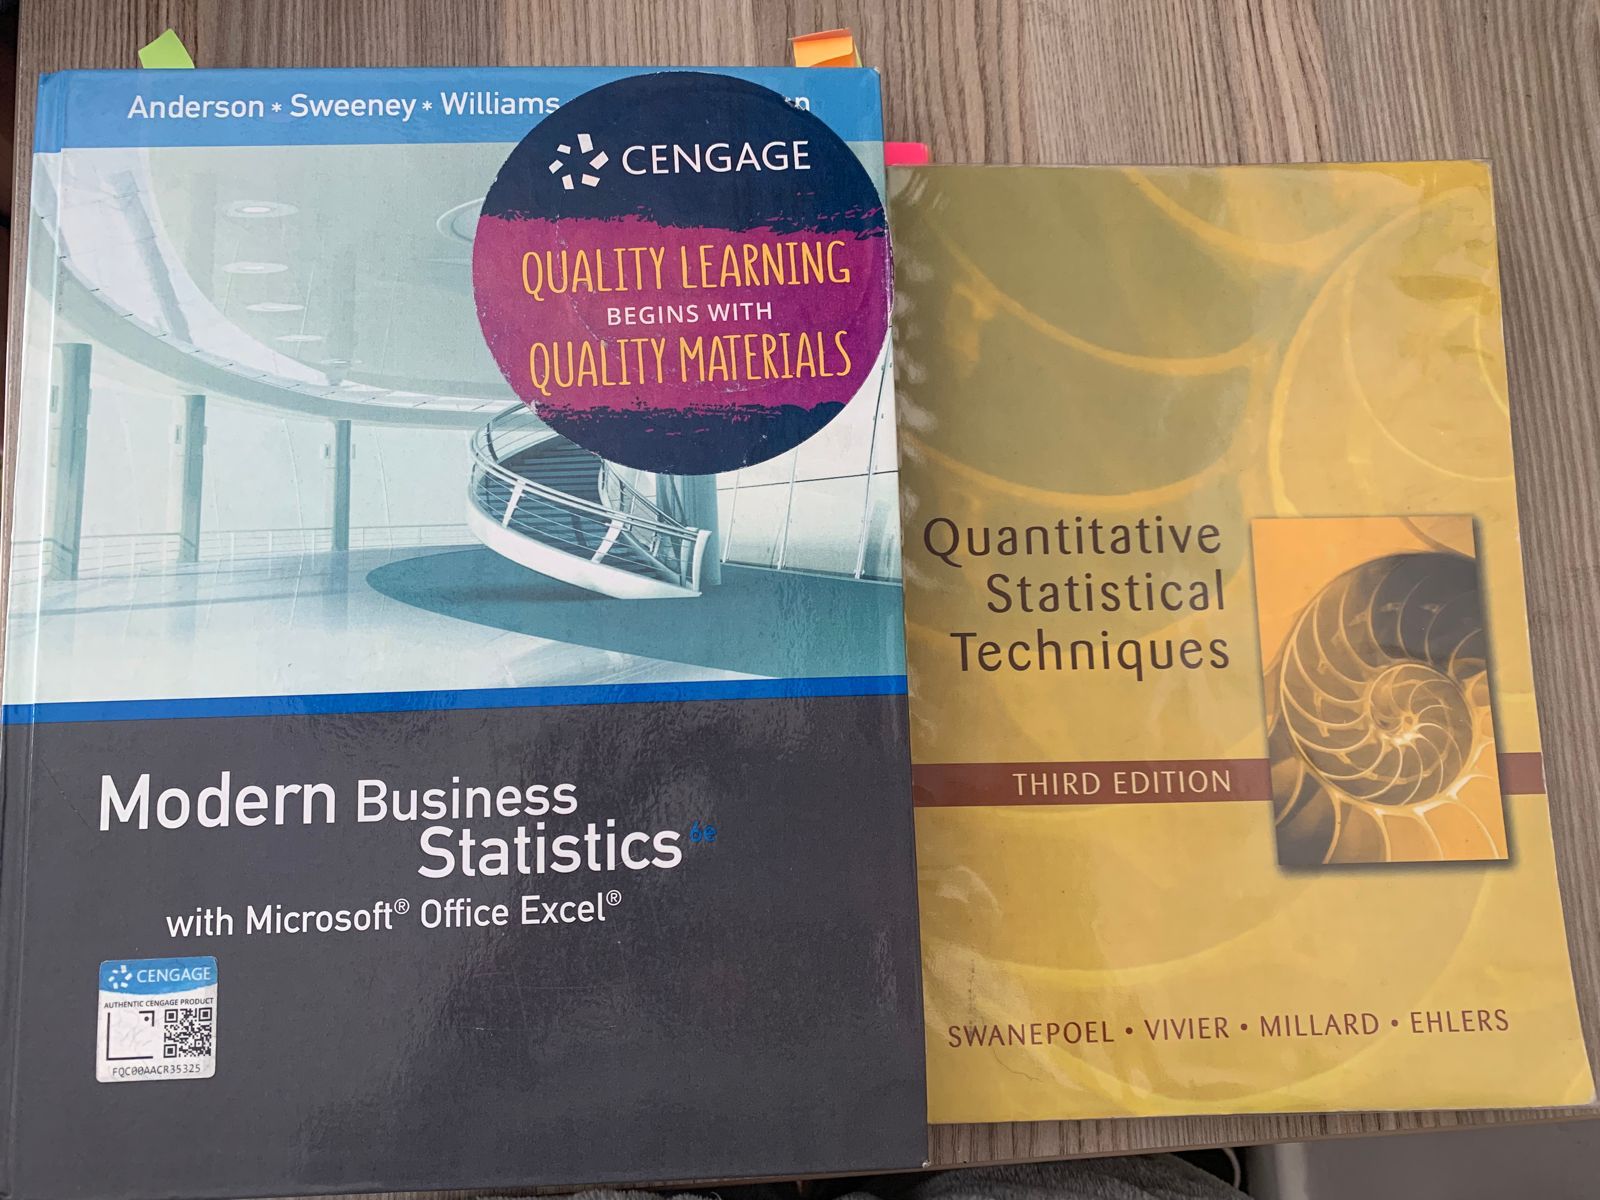 Anderson * Sweeney * Williams
CENGAGE
QUALITY LEARNING
BEGINS WITH
QUALITY MATERIALS
Modern Business
Statistics 6e
with Microsoft® Office Excel®
CENGAGE
AUTHENTIC CENGAGE PRODUCT
FQC00AACR35325
Quantitative
Statistical
Techniques
THIRD EDITION
SWANEPOEL • VIVIER • MILLARD • EHLERS